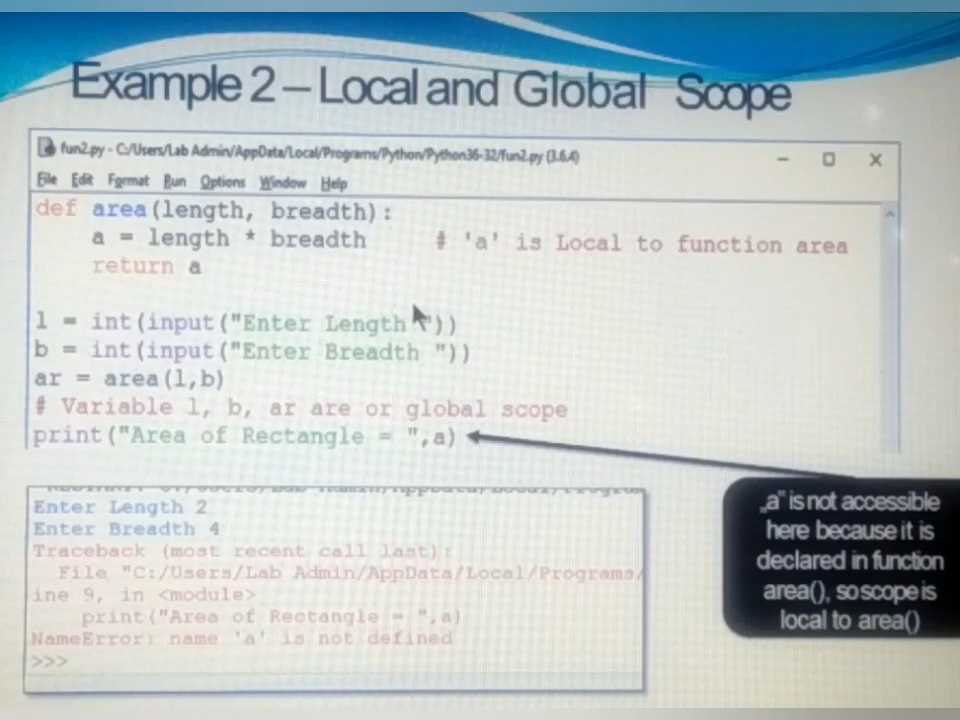 Example 2 – Local and Global Scope
fun2.py - C:/Users/Lab Admin/AppData/Local/Programs/Python/Python36-32/fun2.py (3.6.4)
File Edit Format Run Options Window Help
def area(length, breadth):
    a = length * breadth     # 'a' is Local to function area
    return a
l = int(input("Enter Length "))
b = int(input("Enter Breadth "))
ar = area(l,b)
# Variable l, b, ar are or global scope
print("Area of Rectangle = ",a)
Enter Length 2
Enter Breadth 4
Traceback (most recent call last):
  File "C:/Users/Lab Admin/AppData/Local/Programs/
ine 9, in <module>
    print("Area of Rectangle = ",a)
NameError: name 'a' is not defined
>>>
„a" is not accessible
here because it is
declared in function
area(), so scope is
local to area()